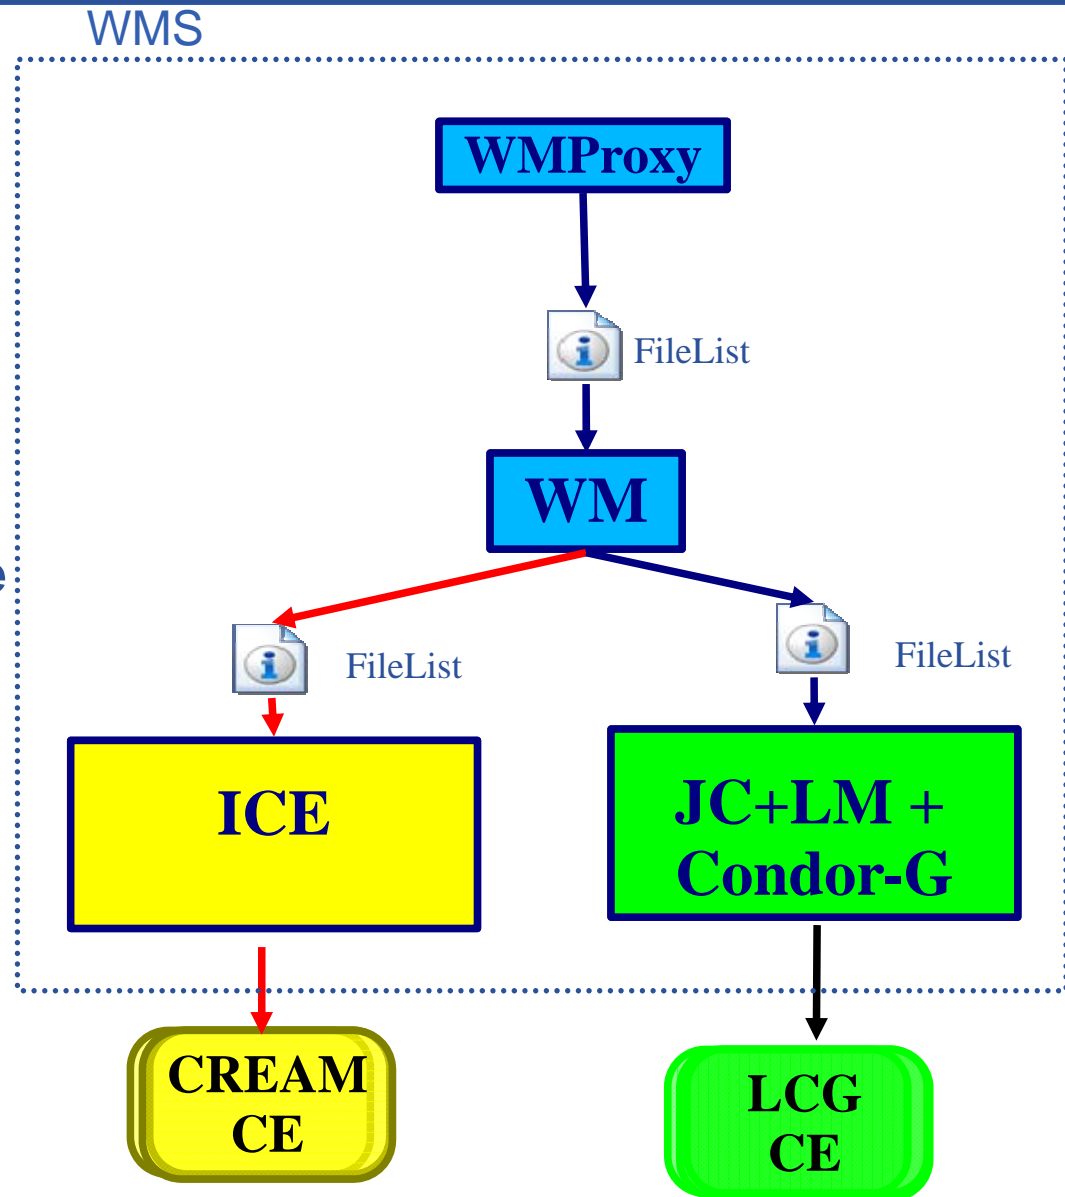 WMS
WMProxy
FileList
WM
e
FileList
FileList
ICE
JC+LM +
Condor-G
CREAM
CE
LCG
CE